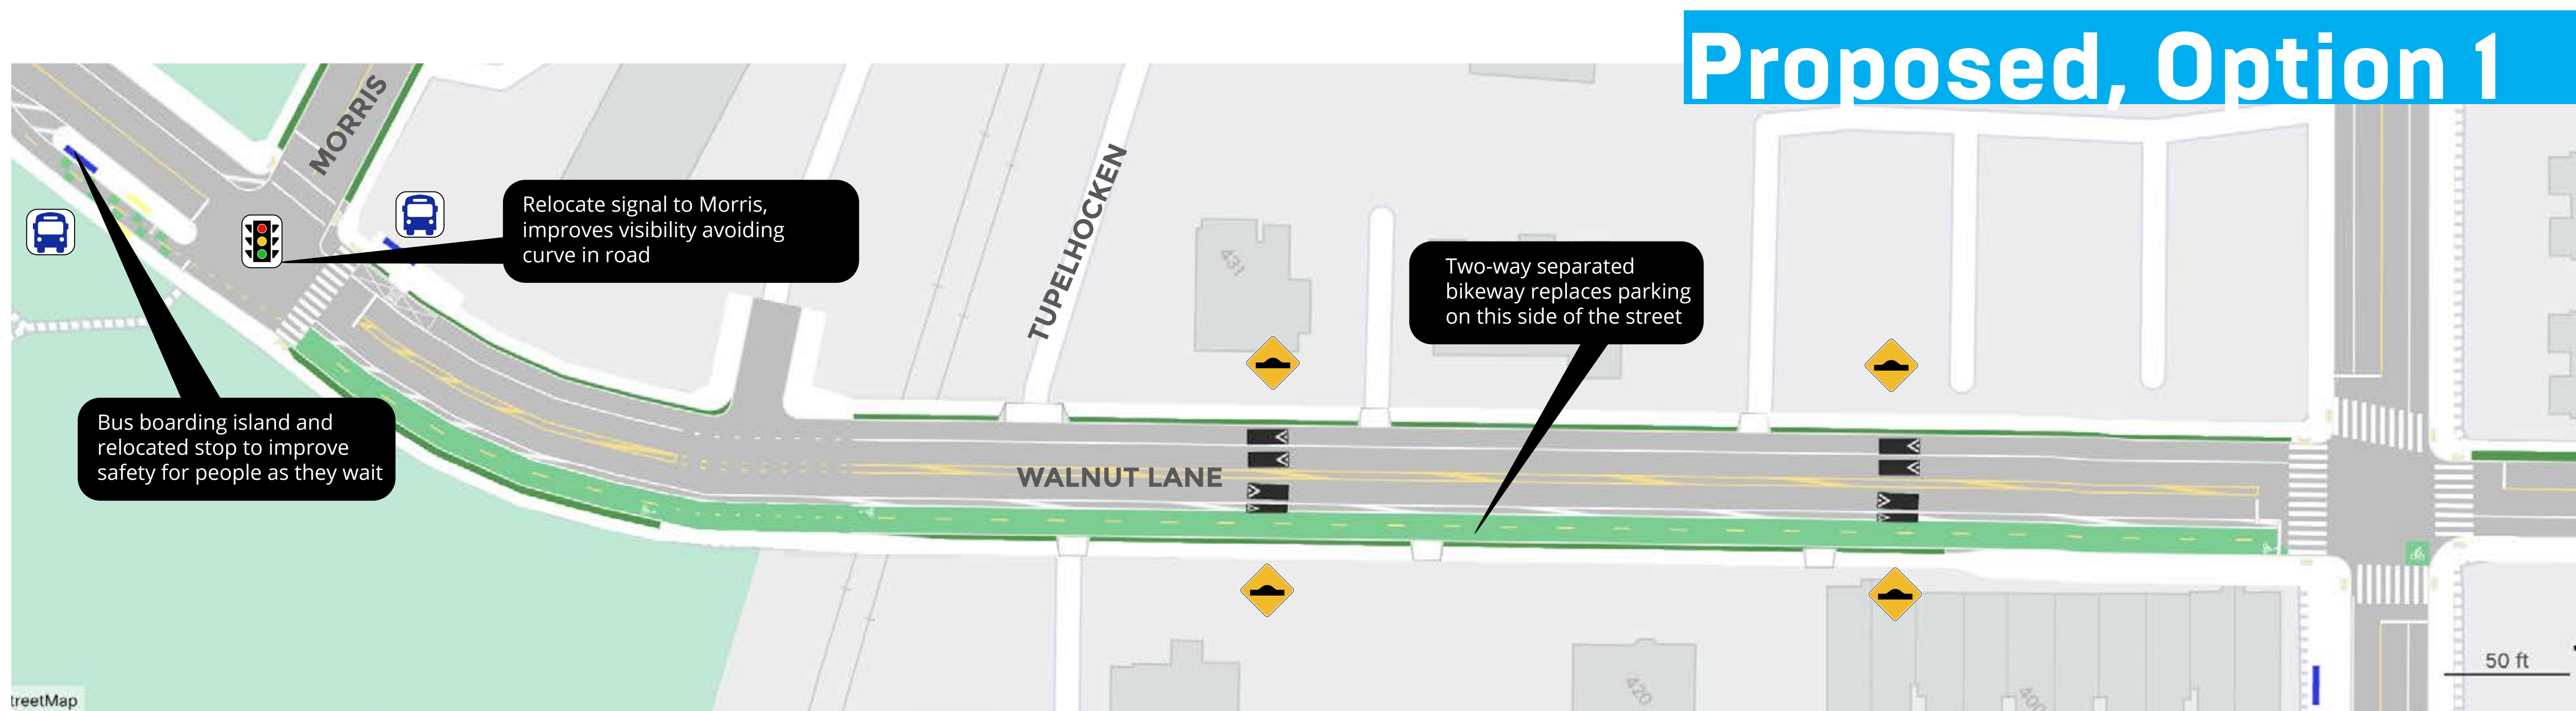 Proposed, Option 1
MORRIS
Relocate signal to Morris,
improves visibility avoiding
curve in road
TUPELHOCKEN
431
Two-way separated
bikeway replaces parking
on this side of the street
Bus boarding island and
relocated stop to improve
safety for people as they wait
WALNUT LANE
420
400
50 ft
treetMap